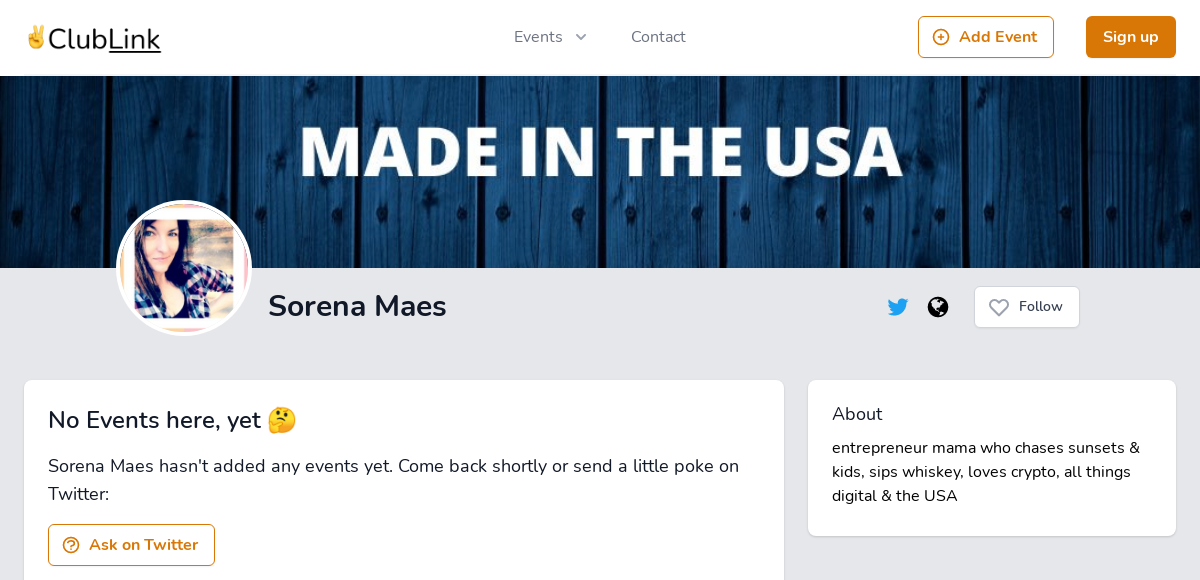 ✌️ClubLink
Events
Contact
Add Event
Sign up
MADE IN THE USA
Sorena Maes
Follow
No Events here, yet 🤔
Sorena Maes hasn't added any events yet. Come back shortly or send a little poke on
Twitter:
Ask on Twitter
About
entrepreneur mama who chases sunsets &
kids, sips whiskey, loves crypto, all things
digital & the USA